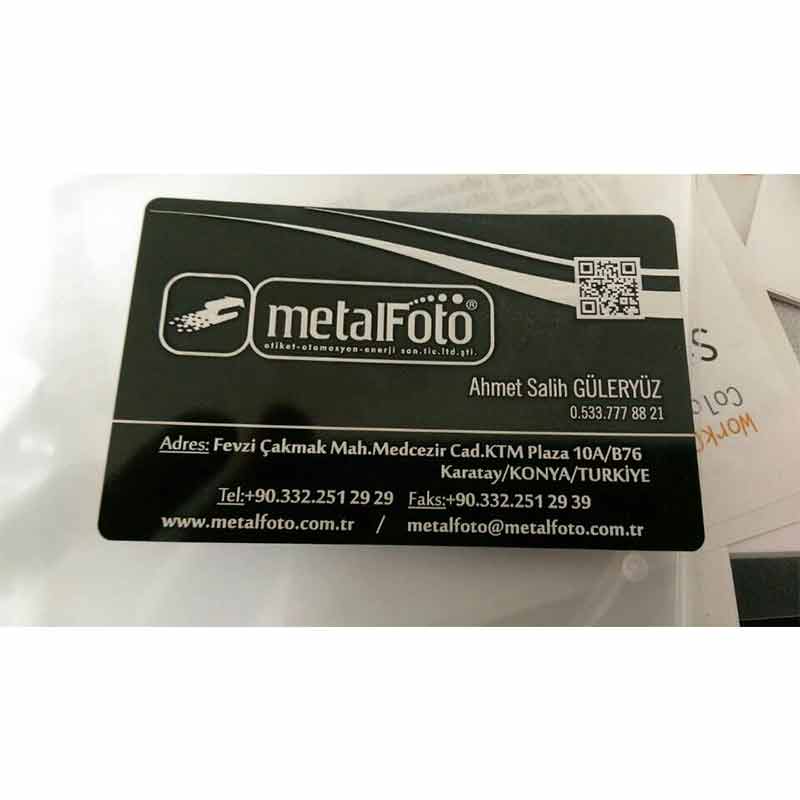 metalFoto®
etiket-otomasyon-enerji san.tic.ltd.şti.
Ahmet Salih GÜLERYÜZ
0.533.777 88 21
Adres: Fevzi Çakmak Mah.Medcezir Cad.KTM Plaza 10A/B76
Karatay/KONYA/TURKİYE
Tel:+90.332.251 29 29 Faks:+90.332.251 29 39
www.metalfoto.com.tr / metalfoto@metalfoto.com.tr